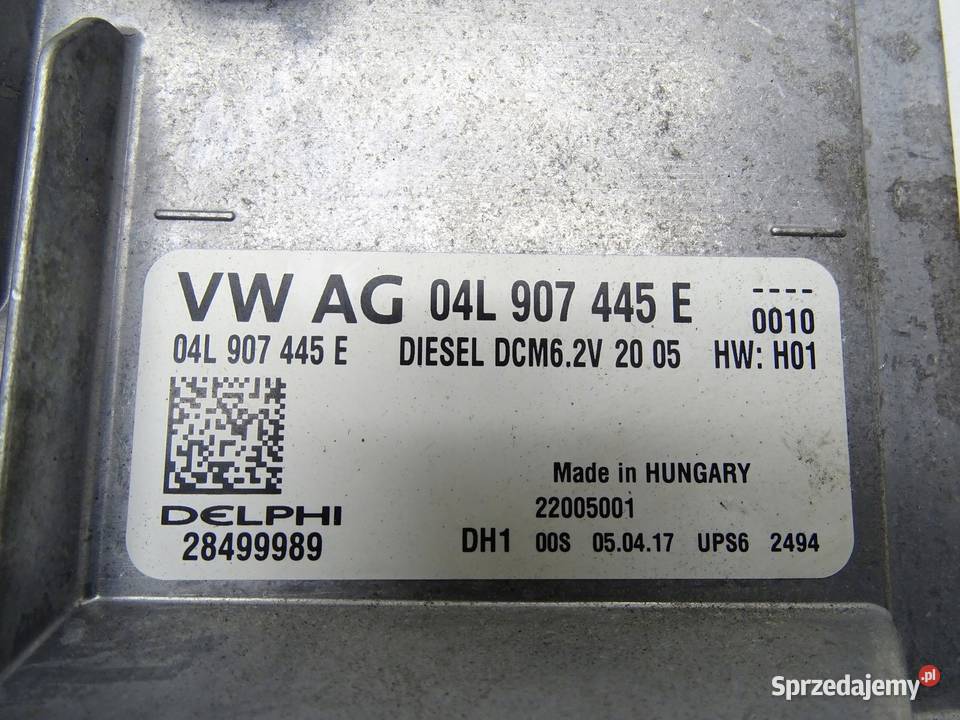 VW AG 04L 907 445 E ----
0010
04L 907 445 E DIESEL DCM6.2V 20 05 HW: H01
Made in HUNGARY
22005001
DELPHI
28499989
DH1 00S 05.04.17 UPS6 2494
Sprzedajemy.pl